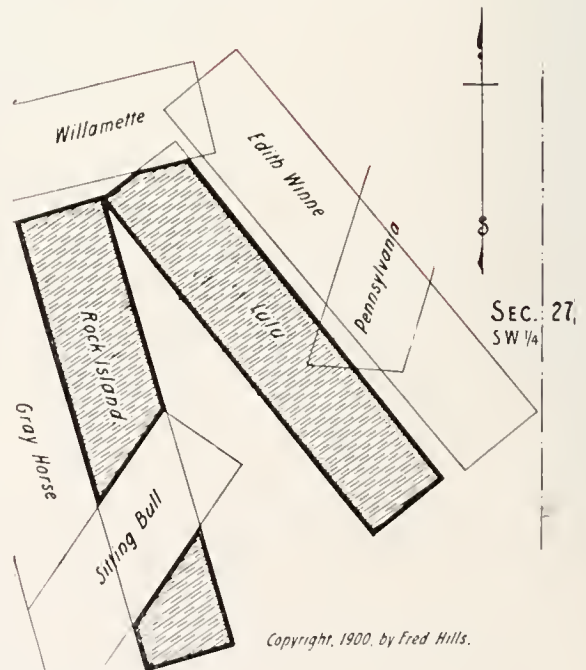 Willamette
Edith Winne
Pennsylvania
S
SEC. 27,
SW 1/4
Lulu
Rock Island
Gray Horse
Sitting Bull
Copyright, 1900, by Fred Hills.